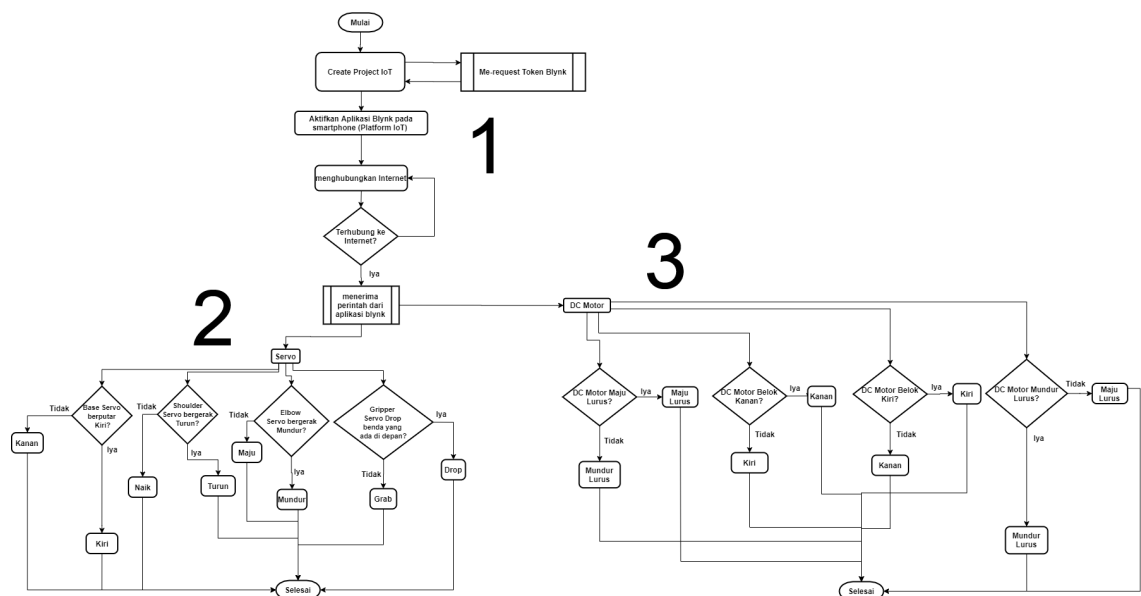 Mulai
Create Project IoT
Me-request Token Blynk
Aktifkan Aplikasi Blynk pada
smartphone (Platform IoT)
1
menghubungkan Internet
Terhubung ke
Internet?
Iya
menerima
perintah dari
aplikasi blynk
2
Servo
Base Servo
berputar
Kiri?
Tidak
Kanan
Iya
Kiri
Shoulder
Servo bergerak
Turun?
Tidak
Naik
Iya
Turun
Elbow
Servo bergerak
Mundur?
Tidak
Maju
Iya
Mundur
Gripper
Servo Drop
benda yang
ada di depan?
Iya
Drop
Tidak
Grab
Selesai
3
DC Motor
DC Motor Maju
Lurus?
Iya
Maju
Lurus
Tidak
Mundur
Lurus
DC Motor Belok
Kanan?
Iya
Kanan
Tidak
Kiri
DC Motor Belok
Kiri?
Iya
Kiri
Tidak
Kanan
DC Motor Mundur
Lurus?
Tidak
Maju
Lurus
Iya
Mundur
Lurus
Selesai